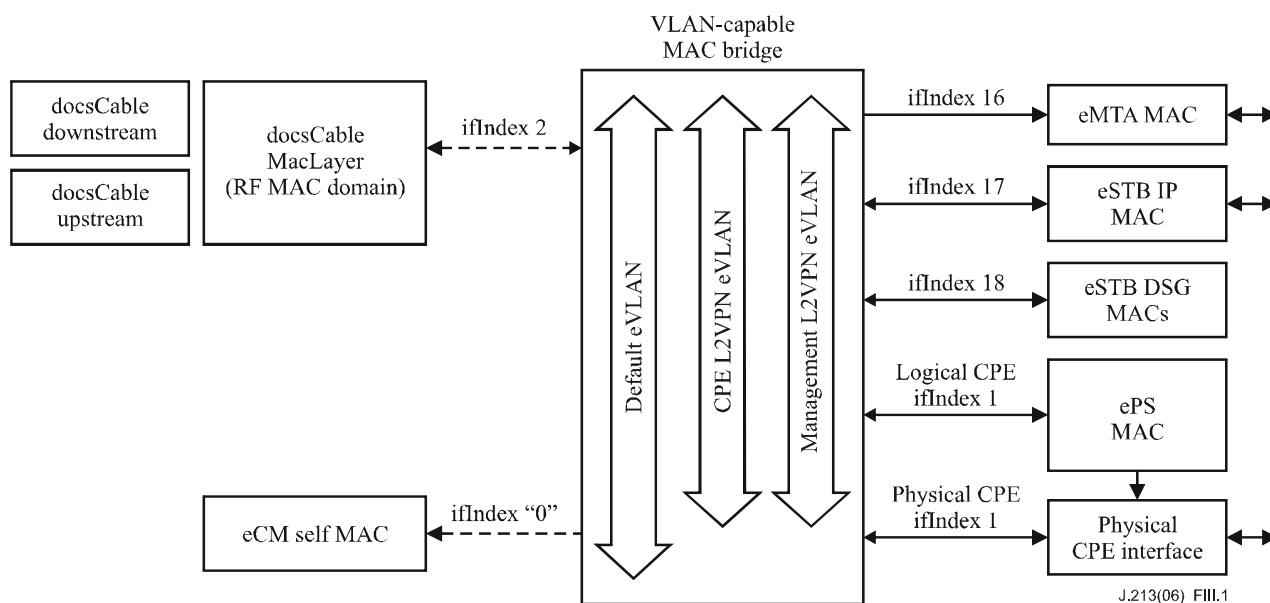 VLAN-capable
MAC bridge
docsCable
downstream
docsCable
upstream
docsCable
MacLayer
(RF MAC domain)
ifIndex 2
eCM self MAC
ifIndex “0”
Default eVLAN
CPE L2VPN eVLAN
Management L2VPN eVLAN
ifIndex 16
eMTA MAC
ifIndex 17
eSTB IP
MAC
ifIndex 18
eSTB DSG
MACs
Logical CPE
ifIndex 1
ePS
MAC
Physical CPE
ifIndex 1
Physical
CPE interface
J.213(06)_FIII.1